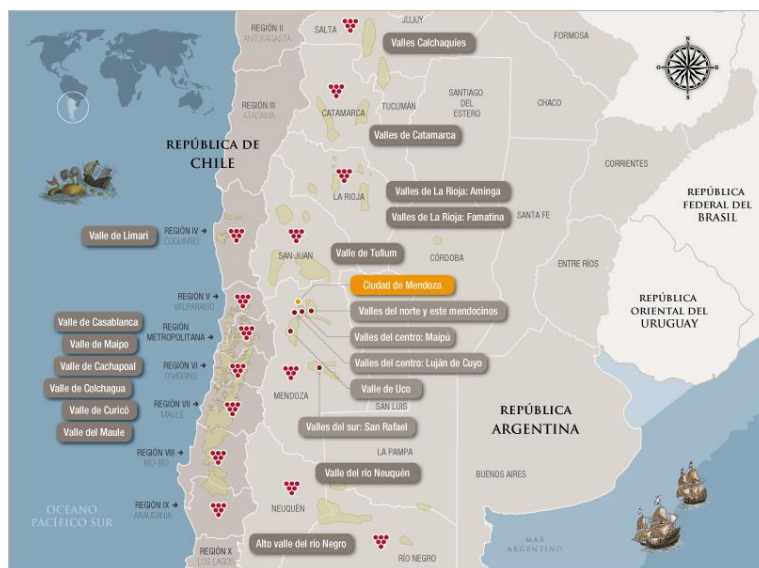 REGIÓN II
ANTOFAGASTA
SALTA
JUJUY
FORMOSA
Valles Calchaquíes
REGIÓN III
ATACAMA
CATAMARCA
TUCUMÁN
SANTIAGO
DEL
ESTERO
CHACO
Valles de Catamarca
REPÚBLICA DE
CHILE
CORRIENTES
LA RIOJA
Valles de La Rioja: Aminga
Valles de La Rioja: Famatina
SANTA FE
REPÚBLICA
FEDERAL DEL
BRASIL
Valle de Limarí
REGIÓN IV
COQUIMBO
SAN JUAN
Valle de Tullum
CÓRDOBA
ENTRE RÍOS
Ciudad de Mendoza
REGIÓN V
VALPARAÍSO
Valles del norte y este mendocinos
REPÚBLICA
ORIENTAL DEL
URUGUAY
Valle de Casablanca
REGIÓN
METROPOLITANA
Valles del centro: Maipú
Valle de Maipo
Valles del centro: Luján de Cuyo
Valle de Cachapoal
REGIÓN VI
O'HIGGINS
Valle de Uco
Valle de Colchagua
MENDOZA
SAN LUIS
Valle de Curicó
REGIÓN VII
MAULE
REPÚBLICA
ARGENTINA
Valle del Maule
Valles del sur: San Rafael
REGIÓN VIII
BÍO-BÍO
LA PAMPA
Valle del río Neuquén
BUENOS AIRES
OCÉANO
PACIFICO SUR
REGIÓN IX
ARAUCANÍA
NEUQUÉN
REGIÓN X
LOS LAGOS
Alto valle del río Negro
RÍO NEGRO
MAR
ARGENTINO